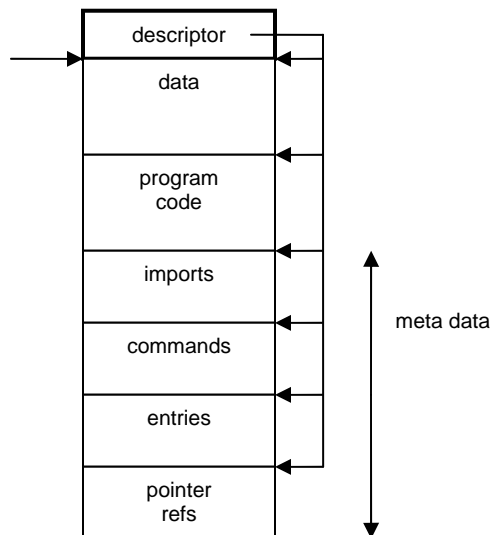 descriptor
data
program
code
imports
meta data
commands
entries
pointer
refs